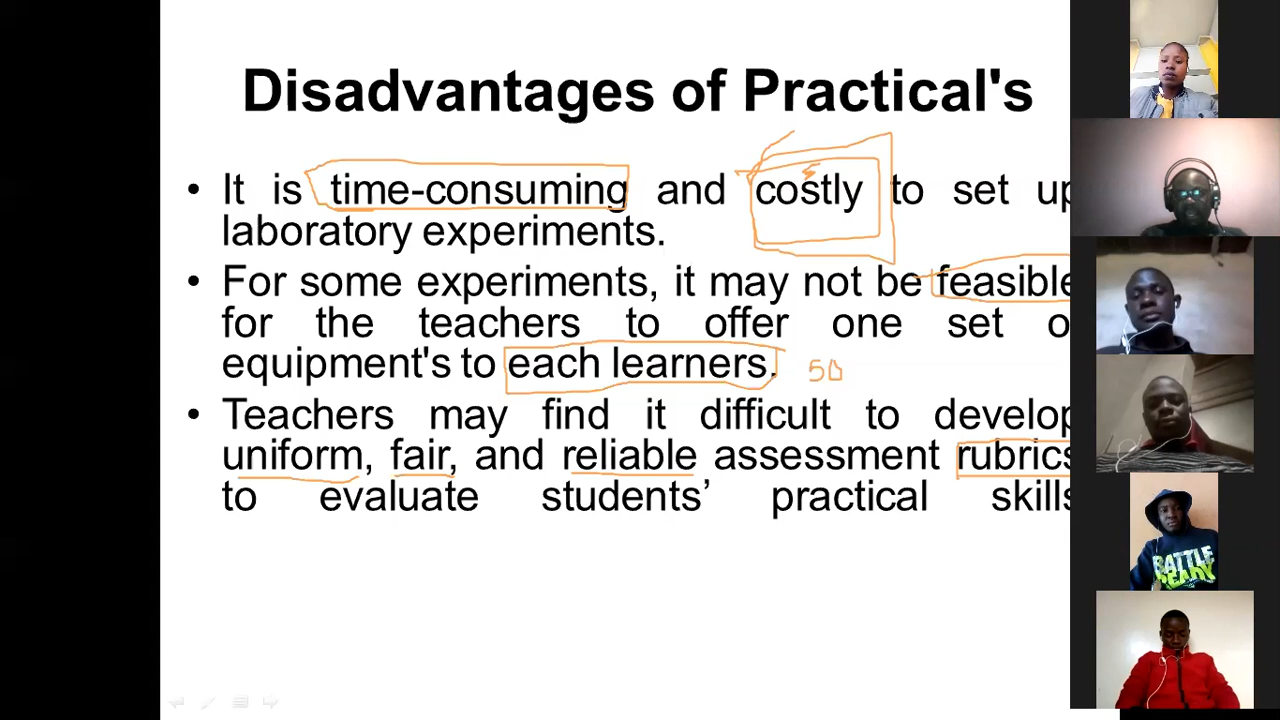 Disadvantages of Practical's
• It is time-consuming and costly to set up
laboratory experiments.
• For some experiments, it may not be feasible
for the teachers to offer one set o
equipment's to each learners.
50
• Teachers may find it difficult to develop
uniform, fair, and reliable assessment rubrics
to evaluate students’ practical skills
BATTLE
READY